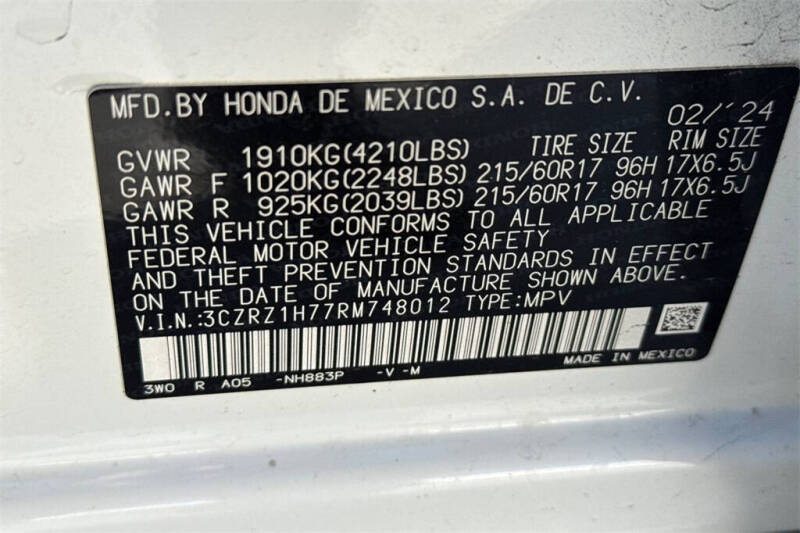 MFD.BY HONDA DE MEXICO S.A. DE C.V.
02/'24
GVWR 1910KG(4210LBS) TIRE SIZE RIM SIZE
GAWR F 1020KG(2248LBS) 215/60R17 96H 17X6.5J
GAWR R 925KG(2039LBS) 215/60R17 96H 17X6.5J
THIS VEHICLE CONFORMS TO ALL APPLICABLE
FEDERAL MOTOR VEHICLE SAFETY
AND THEFT PREVENTION STANDARDS IN EFFECT
ON THE DATE OF MANUFACTURE SHOWN ABOVE.
V.I.N.:3CZRZ1H77RM748012 TYPE:MPV
MADE IN MEXICO
3W0 R A05 -NH883P -V -M